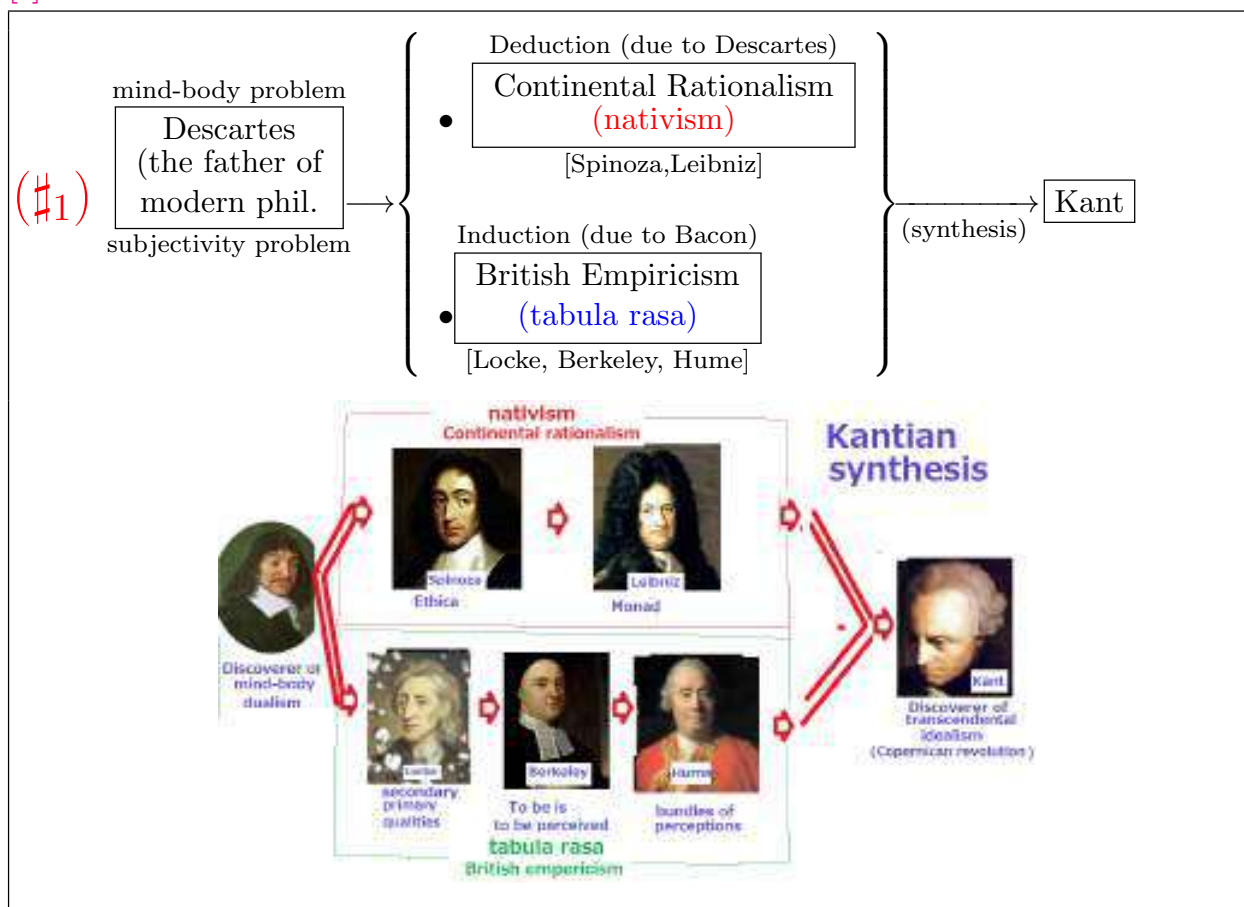 mind-body problem
Descartes
(the father of
modern phil.
subjectivity problem
(♯1)
Deduction (due to Descartes)
• Continental Rationalism
(nativism)
[Spinoza,Leibniz]
Induction (due to Bacon)
• British Empiricism
(tabula rasa)
[Locke, Berkeley, Hume]
(synthesis)
Kant
nativism
Continental rationalism
Kantian
synthesis
Spinoza
Ethica
Leibniz
Monad
Discoverer of
mind-body
dualism
Kant
Discoverer of
transcendental
idealism
(Copernican revolution)
Locke
secondary
primary
qualities
Berkeley
To be is
to be perceived
Hume
bundles of
perceptions
tabula rasa
British empericism